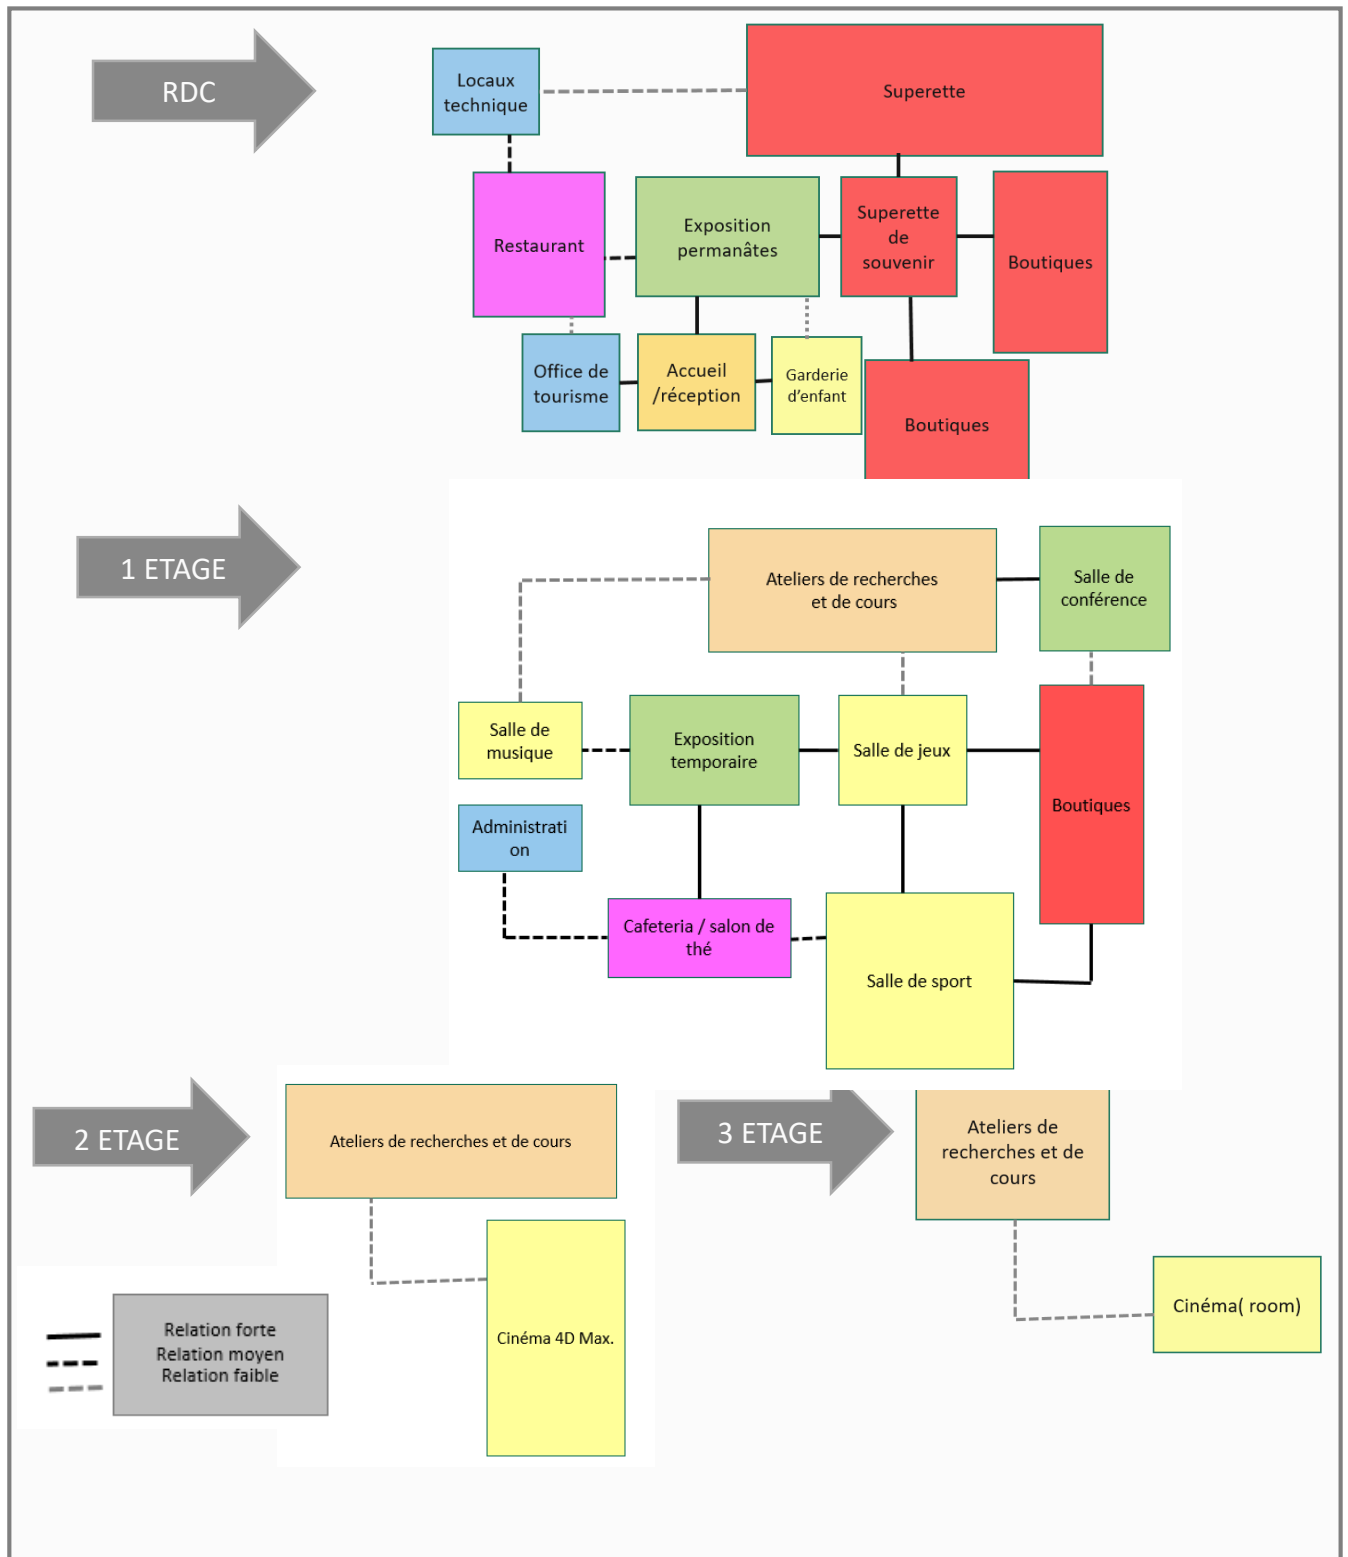 RDC
Locaux
technique
Superette
Restaurant
Exposition
permanâtes
Superette
de
souvenir
Boutiques
Office de
tourisme
Accueil
/réception
Garderie
d’enfant
Boutiques
1 ETAGE
Ateliers de recherches
et de cours
Salle de
conférence
Salle de
musique
Exposition
temporaire
Salle de jeux
Boutiques
Administrati
on
Cafeteria / salon de
thé
Salle de sport
2 ETAGE
Ateliers de recherches et de cours
Cinéma 4D Max.
3 ETAGE
Ateliers de
recherches et de
cours
Cinéma( room)
Relation forte
Relation moyen
Relation faible